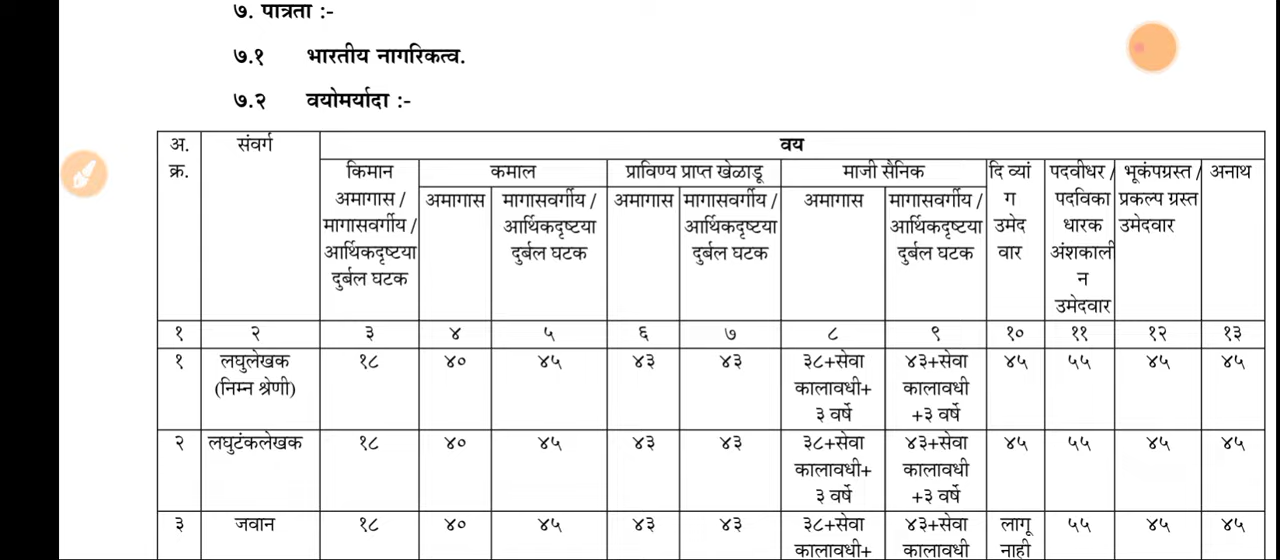 ७. पात्रता :-
७.१ भारतीय नागरिकत्व.
७.२ वयोमर्यादा :-
अ. क्र. संवर्ग वय
किमान अमागास / मागासवर्गीय / आर्थिकदृष्टया दुर्बल घटक
कमाल
अमागास
मागासवर्गीय / आर्थिकदृष्टया दुर्बल घटक
प्राविण्य प्राप्त खेळाडू
अमागास
मागासवर्गीय / आर्थिकदृष्टया दुर्बल घटक
माजी सैनिक
अमागास
मागासवर्गीय / आर्थिकदृष्टया दुर्बल घटक
दि व्यां ग उमेद वार
पदवीधर / पदविका धारक अंशकाली न उमेदवार
भूकंपग्रस्त / प्रकल्प ग्रस्त उमेदवार
अनाथ
१ २ ३ ४ ५ ६ ७ ८ ९ १० ११ १२ १३
१ लघुलेखक (निम्न श्रेणी) १८ ४० ४५ ४३ ४३ ३८+सेवा कालावधी+ ३ वर्षे ४३+सेवा कालावधी +३ वर्षे ४५ ५५ ४५ ४५
२ लघुटंकलेखक १८ ४० ४५ ४३ ४३ ३८+सेवा कालावधी+ ३ वर्षे ४३+सेवा कालावधी +३ वर्षे ४५ ५५ ४५ ४५
३ जवान १८ ४० ४५ ४३ ४३ ३८+सेवा कालावधी+ ४३+सेवा कालावधी लागू नाही ५५ ४५ ४५